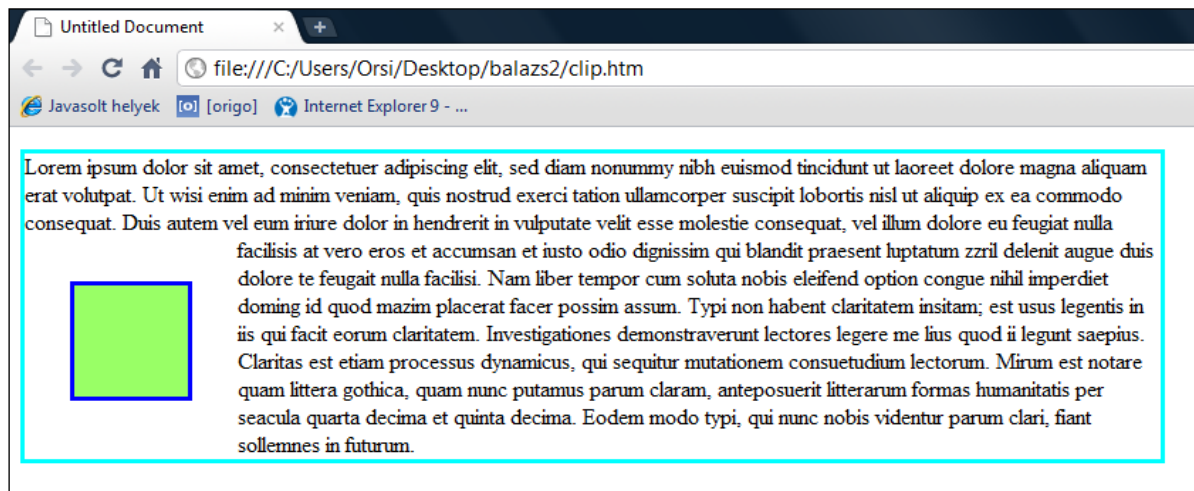 Untitled Document
file:///C:/Users/Orsi/Desktop/balazs2/clip.htm
Javasolt helyek [o] [origo] Internet Explorer 9 - ...
Lorem ipsum dolor sit amet, consectetuer adipiscing elit, sed diam nonummy nibh euismod tincidunt ut laoreet dolore magna aliquam
erat volutpat. Ut wisi enim ad minim veniam, quis nostrud exerci tation ullamcorper suscipit lobortis nisl ut aliquip ex ea commodo
consequat. Duis autem vel eum iriure dolor in hendrerit in vulputate velit esse molestie consequat, vel illum dolore eu feugiat nulla
facilisis at vero eros et accumsan et iusto odio dignissim qui blandit praesent luptatum zzril delenit augue duis
dolore te feugait nulla facilisi. Nam liber tempor cum soluta nobis eleifend option congue nihil imperdiet
doming id quod mazim placerat facer possim assum. Typi non habent claritatem insitam; est usus legentis in
iis qui facit eorum claritatem. Investigationes demonstraverunt lectores legere me lius quod ii legunt saepius.
Claritas est etiam processus dynamicus, qui sequitur mutationem consuetudium lectorum. Mirum est notare
quam littera gothica, quam nunc putamus parum claram, anteposuerit litterarum formas humanitatis per
seacula quarta decima et quinta decima. Eodem modo typi, qui nunc nobis videntur parum clari, fiant
sollemnes in futurum.